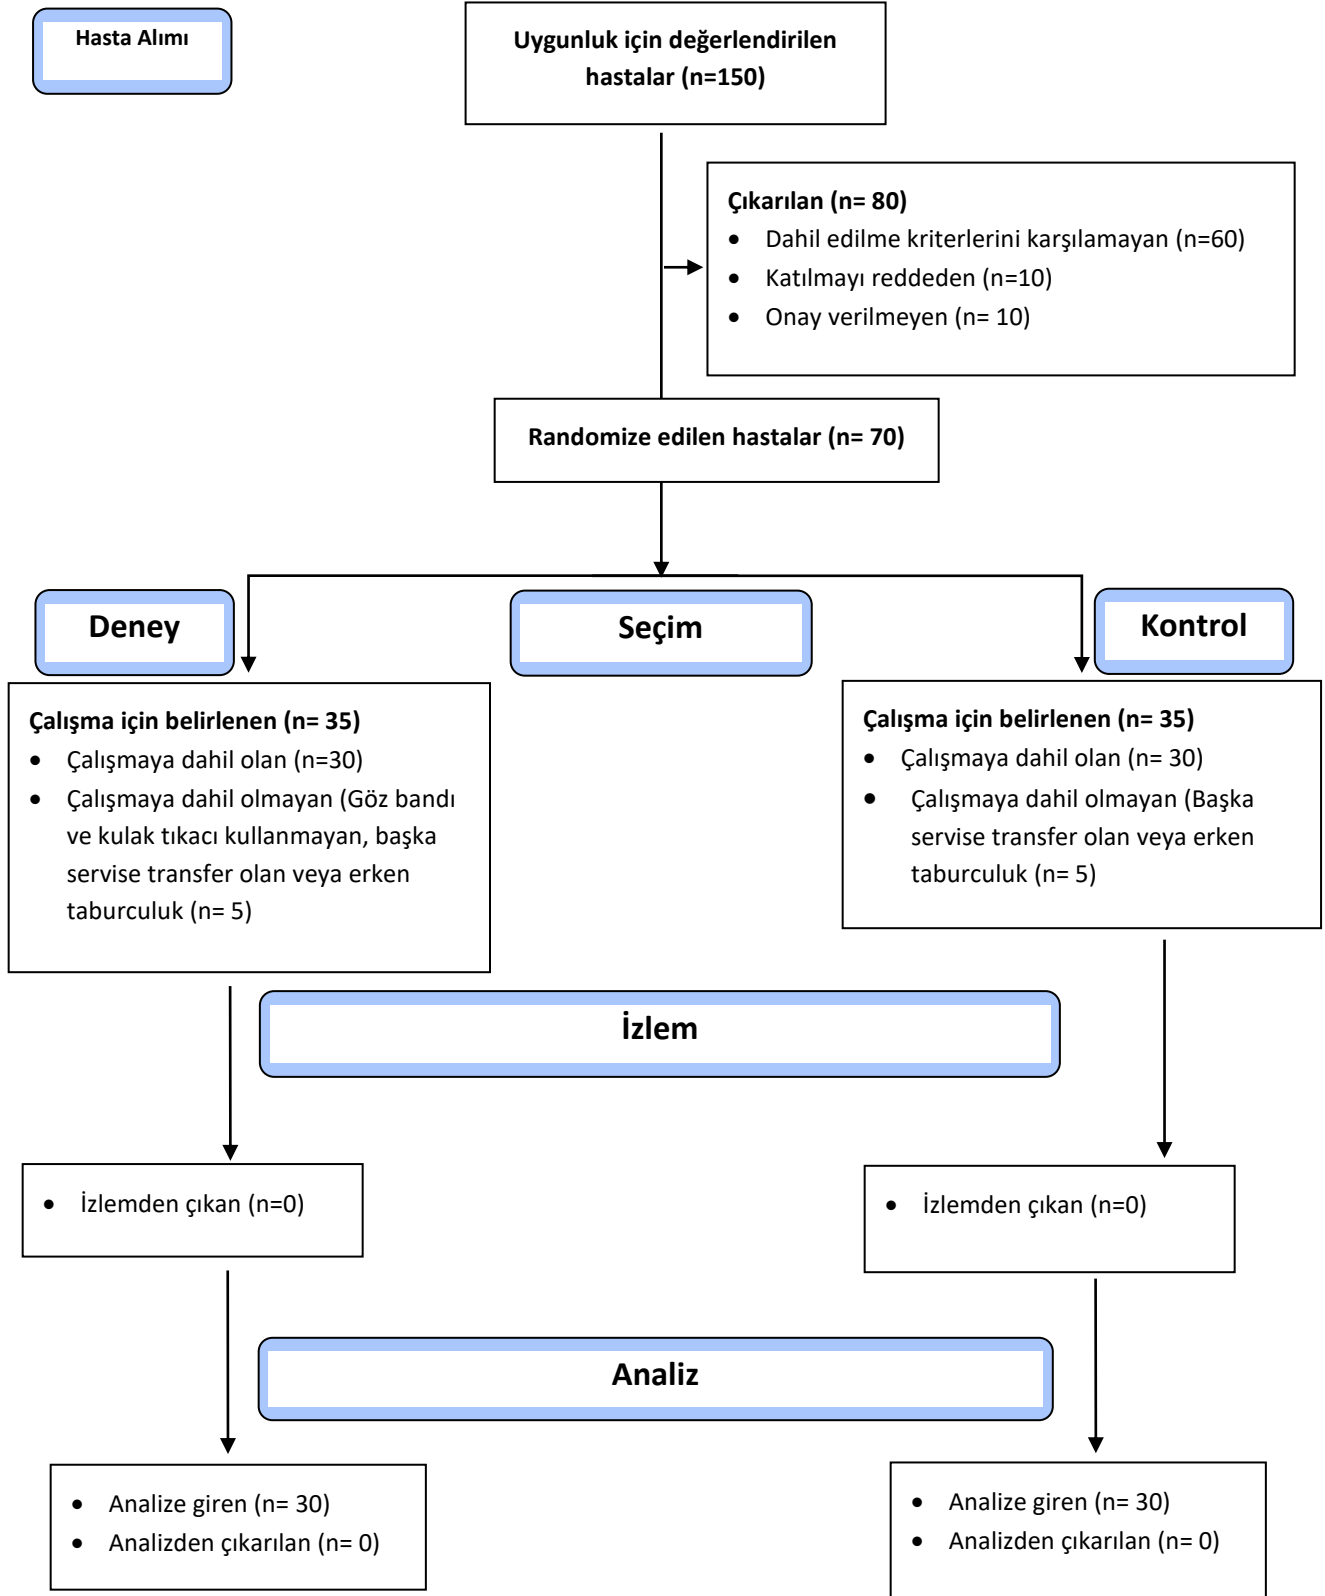 Hasta Alımı
Uygunluk için değerlendirilen
hastalar (n=150)
Çıkarılan (n= 80)
• Dahil edilme kriterlerini karşılamayan (n=60)
• Katılmayı reddeden (n=10)
• Onay verilmeyen (n= 10)
Randomize edilen hastalar (n= 70)
Deney
Seçim
Kontrol
Çalışma için belirlenen (n= 35)
• Çalışmaya dahil olan (n=30)
• Çalışmaya dahil olmayan (Göz bandı
ve kulak tıkacı kullanmayan, başka
servise transfer olan veya erken
taburculuk (n= 5)
Çalışma için belirlenen (n= 35)
• Çalışmaya dahil olan (n= 30)
• Çalışmaya dahil olmayan (Başka
servise transfer olan veya erken
taburculuk (n= 5)
İzlem
• İzlemden çıkan (n=0)
• İzlemden çıkan (n=0)
Analiz
• Analize giren (n= 30)
• Analizden çıkarılan (n= 0)
• Analize giren (n= 30)
• Analizden çıkarılan (n= 0)